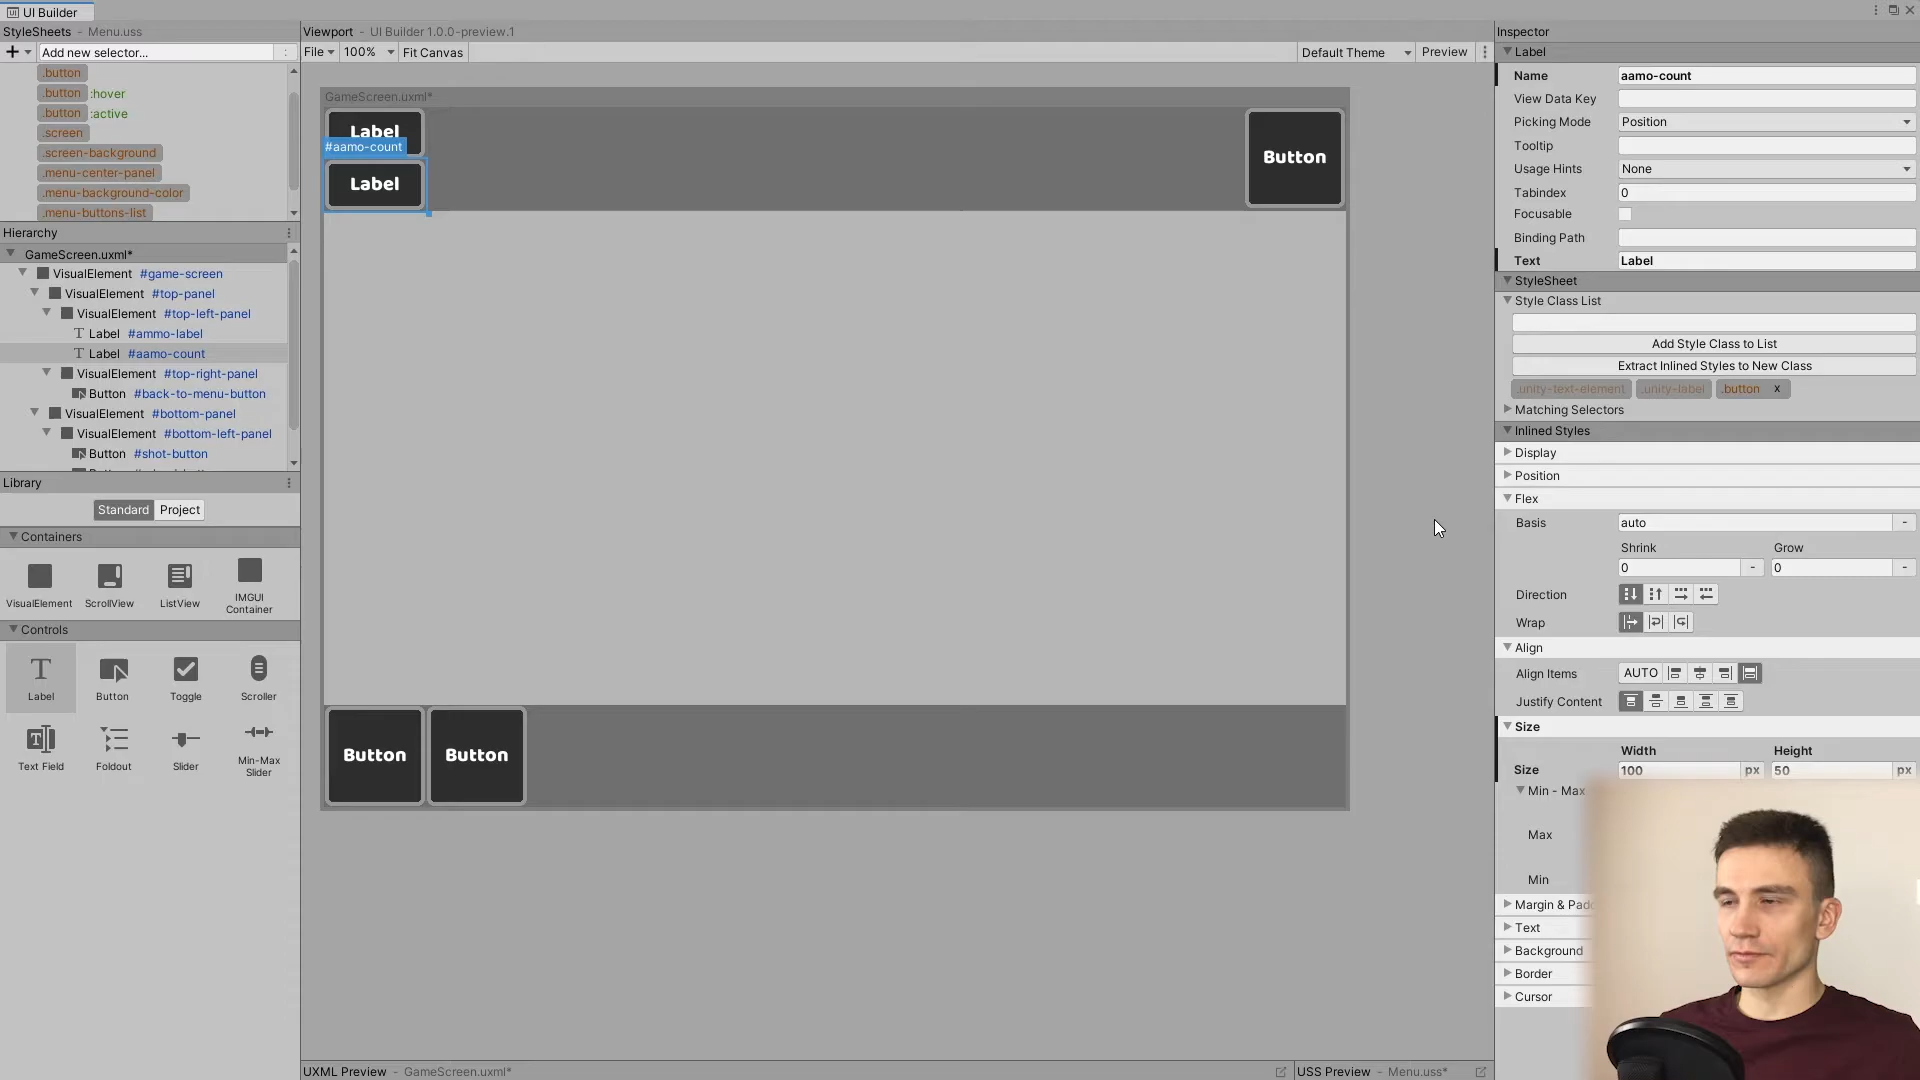 UI Builder
StyleSheets - Menu.uss
Add new selector...
.button
.button :hover
.button :active
.screen
.screen-background
.menu-center-panel
.menu-background-color
.menu-buttons-list
Hierarchy
GameScreen.uxml*
VisualElement #game-screen
VisualElement #top-panel
VisualElement #top-left-panel
Label #ammo-label
Label #aamo-count
VisualElement #top-right-panel
Button #back-to-menu-button
VisualElement #bottom-panel
VisualElement #bottom-left-panel
Button #shot-button
Library
Standard Project
Containers
VisualElement ScrollView ListView IMGUI Container
Controls
Label Button Toggle Scroller
Text Field Foldout Slider Min-Max Slider
Viewport - UI Builder 1.0.0-preview.1
File 100% Fit Canvas
Default Theme Preview
GameScreen.uxml*
Label
#aamo-count
Label
Button
Button Button
UXML Preview - GameScreen.uxml*
USS Preview - Menu.uss*
Inspector
Label
Name aamo-count
View Data Key
Picking Mode Position
Tooltip
Usage Hints None
Tabindex 0
Focusable
Binding Path
Text Label
StyleSheet
Style Class List
Add Style Class to List
Extract Inlined Styles to New Class
.unity-text-element .unity-label .button x
Matching Selectors
Inlined Styles
Display
Position
Flex
Basis auto -
Shrink Grow
0 - 0 -
Direction
Wrap
Align
Align Items AUTO
Justify Content
Size
Width Height
Size 100 px 50 px
Min - Max
Max
Min
Text
Background
Border
Cursor